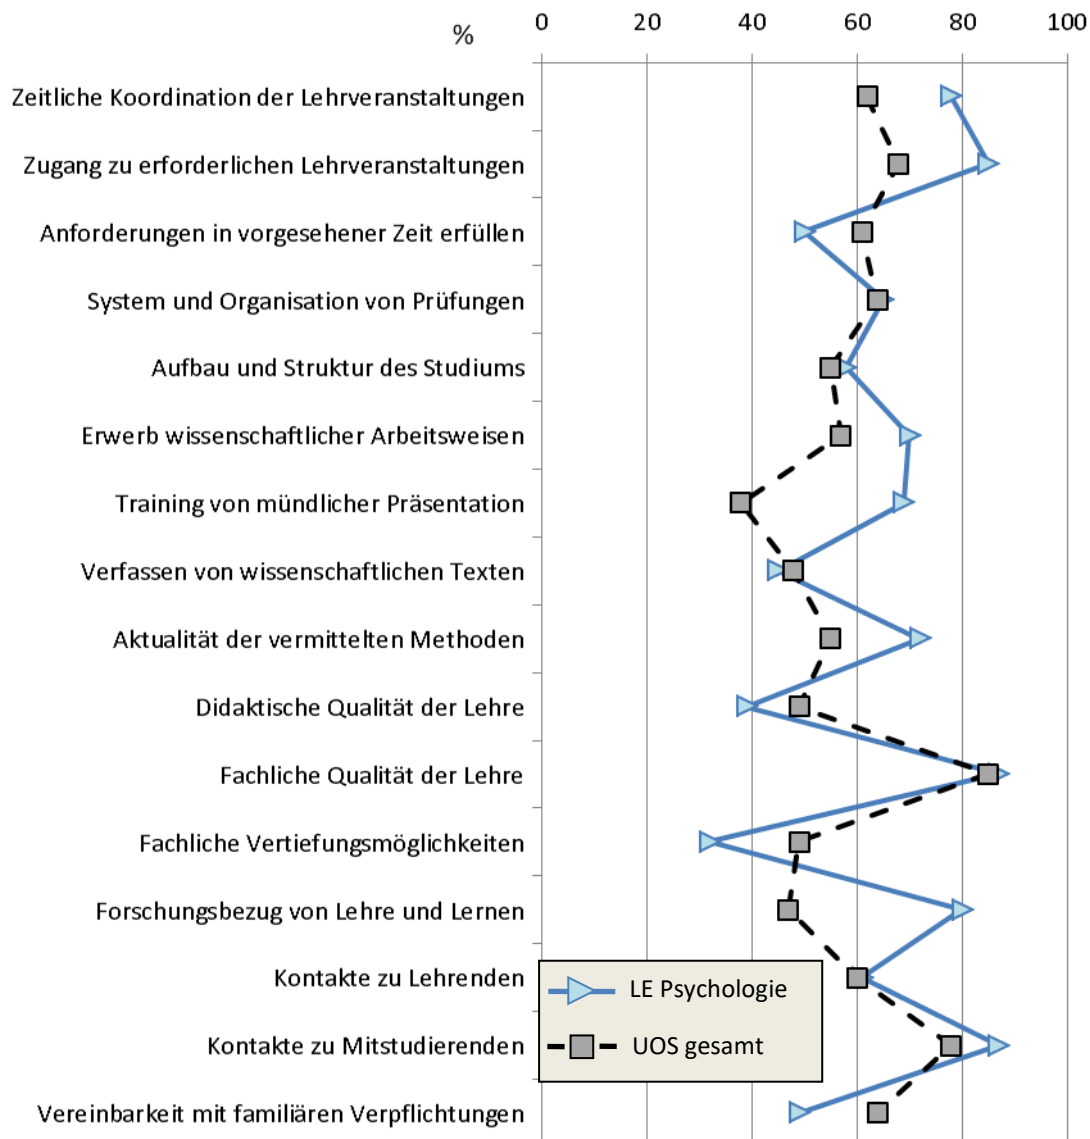 0 20 40 60 80 100
%
Zeitliche Koordination der Lehrveranstaltungen
Zugang zu erforderlichen Lehrveranstaltungen
Anforderungen in vorgesehener Zeit erfüllen
System und Organisation von Prüfungen
Aufbau und Struktur des Studiums
Erwerb wissenschaftlicher Arbeitsweisen
Training von mündlicher Präsentation
Verfassen von wissenschaftlichen Texten
Aktualität der vermittelten Methoden
Didaktische Qualität der Lehre
Fachliche Qualität der Lehre
Fachliche Vertiefungsmöglichkeiten
Forschungsbezug von Lehre und Lernen
Kontakte zu Lehrenden
Kontakte zu Mitstudierenden
Vereinbarkeit mit familiären Verpflichtungen
LE Psychologie
UOS gesamt